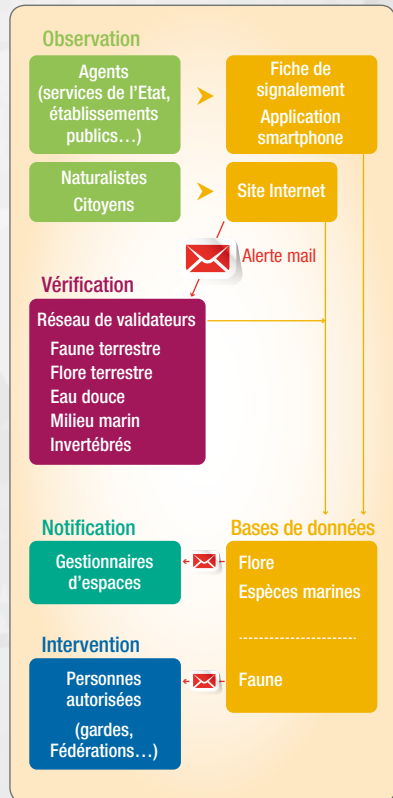 Observation
Agents
(services de l'Etat,
établissements
publics…)
Fiche de
signalement
Application
smartphone
Naturalistes
Citoyens
Site Internet
Alerte mail
Vérification
Réseau de validateurs
Faune terrestre
Flore terrestre
Eau douce
Milieu marin
Invertébrés
Notification
Gestionnaires
d'espaces
Bases de données
Flore
Espèces marines
Faune
Intervention
Personnes
autorisées
(gardes,
Fédérations…)